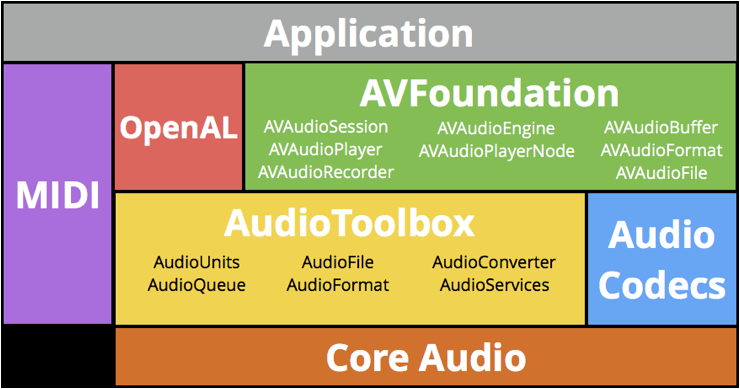 Application
MIDI
OpenAL
AVFoundation
AVAudioSession
AVAudioPlayer
AVAudioRecorder
AVAudioEngine
AVAudioPlayerNode
AVAudioBuffer
AVAudioFormat
AVAudioFile
AudioToolbox
AudioUnits
AudioQueue
AudioFile
AudioFormat
AudioConverter
AudioServices
Audio
Codecs
Core Audio